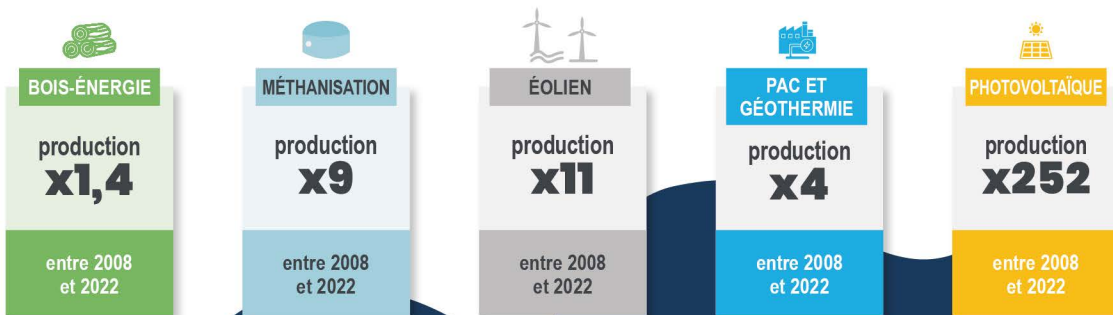 BOIS-ÉNERGIE
production
x1,4
entre 2008
et 2022
MÉTHANISATION
production
x9
entre 2008
et 2022
ÉOLIEN
production
x11
entre 2008
et 2022
PAC ET
GÉOTHERMIE
production
x4
entre 2008
et 2022
PHOTOVOLTAÏQUE
production
x252
entre 2008
et 2022